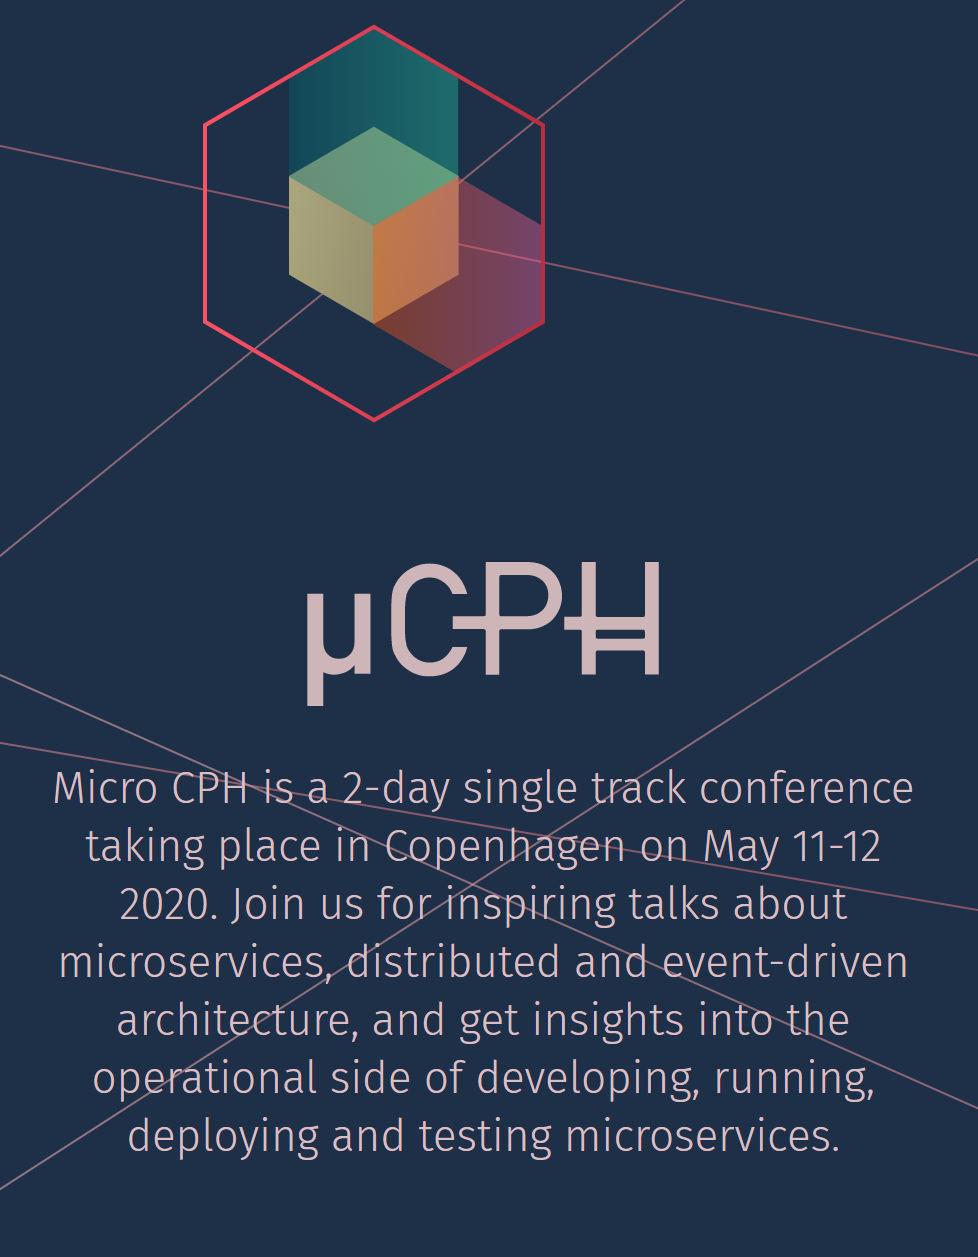 µCPH
Micro CPH is a 2-day single track conference
taking place in Copenhagen on May 11-12
2020. Join us for inspiring talks about
microservices, distributed and event-driven
architecture, and get insights into the
operational side of developing, running,
deploying and testing microservices.